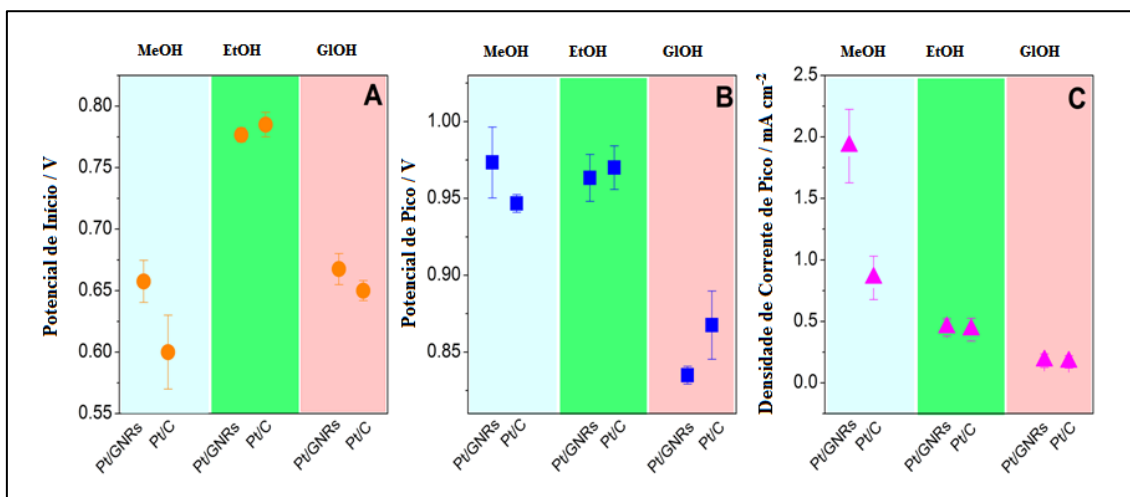 MeOH EtOH GlOH
A
Potencial de Início / V
0.80
0.75
0.70
0.65
0.60
0.55
Pt/GNRs Pt/C Pt/GNRs Pt/C Pt/GNRs Pt/C
MeOH EtOH GlOH
B
Potencial de Pico / V
1.00
0.95
0.90
0.85
Pt/GNRs Pt/C Pt/GNRs Pt/C Pt/GNRs Pt/C
MeOH EtOH GlOH
C
Densidade de Corrente de Pico / mA cm⁻²
2.5
2.0
1.5
1.0
0.5
0.0
Pt/GNRs Pt/C Pt/GNRs Pt/C Pt/GNRs Pt/C